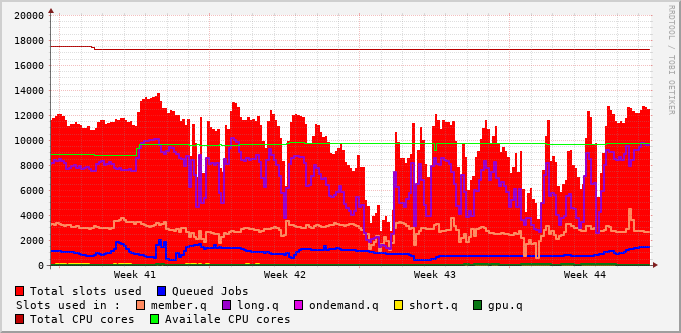 20000
18000
16000
14000
12000
10000
8000
6000
4000
2000
0
Week 41 Week 42 Week 43 Week 44
RRDTOOL / TOBI OETIKER
Total slots used Queued Jobs
Slots used in : member.q long.q ondemand.q short.q gpu.q
Total CPU cores Availale CPU cores